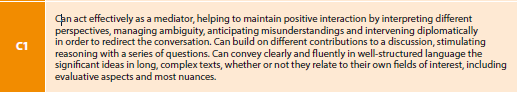 C1
Can act effectively as a mediator, helping to maintain positive interaction by interpreting different
perspectives, managing ambiguity, anticipating misunderstandings and intervening diplomatically
in order to redirect the conversation. Can build on different contributions to a discussion, stimulating
reasoning with a series of questions. Can convey clearly and fluently in well-structured language the
significant ideas in long, complex texts, whether or not they relate to their own fields of interest, including
evaluative aspects and most nuances.